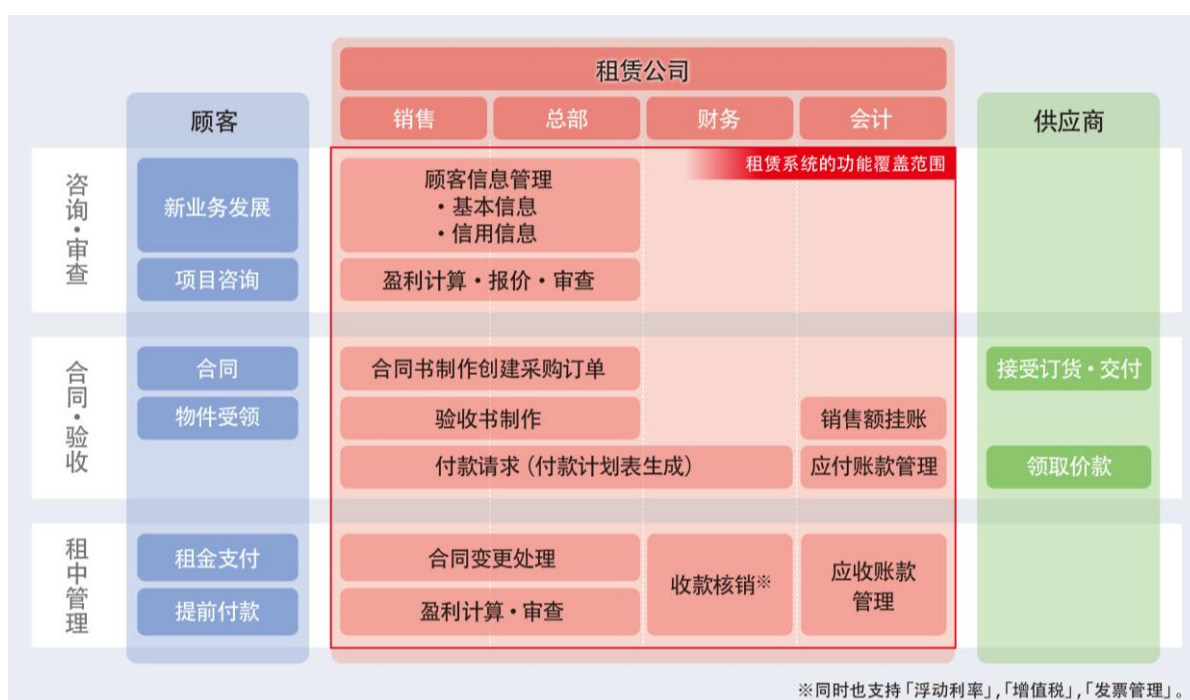 租赁公司
顾客
销售
总部
财务
会计
供应商
租赁系统的功能覆盖范围
咨询·审查
新业务发展
顾客信息管理
・基本信息
・信用信息
项目咨询
盈利计算・报价・审查
合同·验收
合同
合同书制作创建采购订单
接受订货・交付
物件受领
验收书制作
销售额挂账
付款请求（付款计划表生成）
应付账款管理
领取价款
租中管理
租金支付
合同变更处理
收款核销※
应收账款
管理
提前付款
盈利计算・审查
※同时也支持「浮动利率」,「增值税」,「发票管理」。